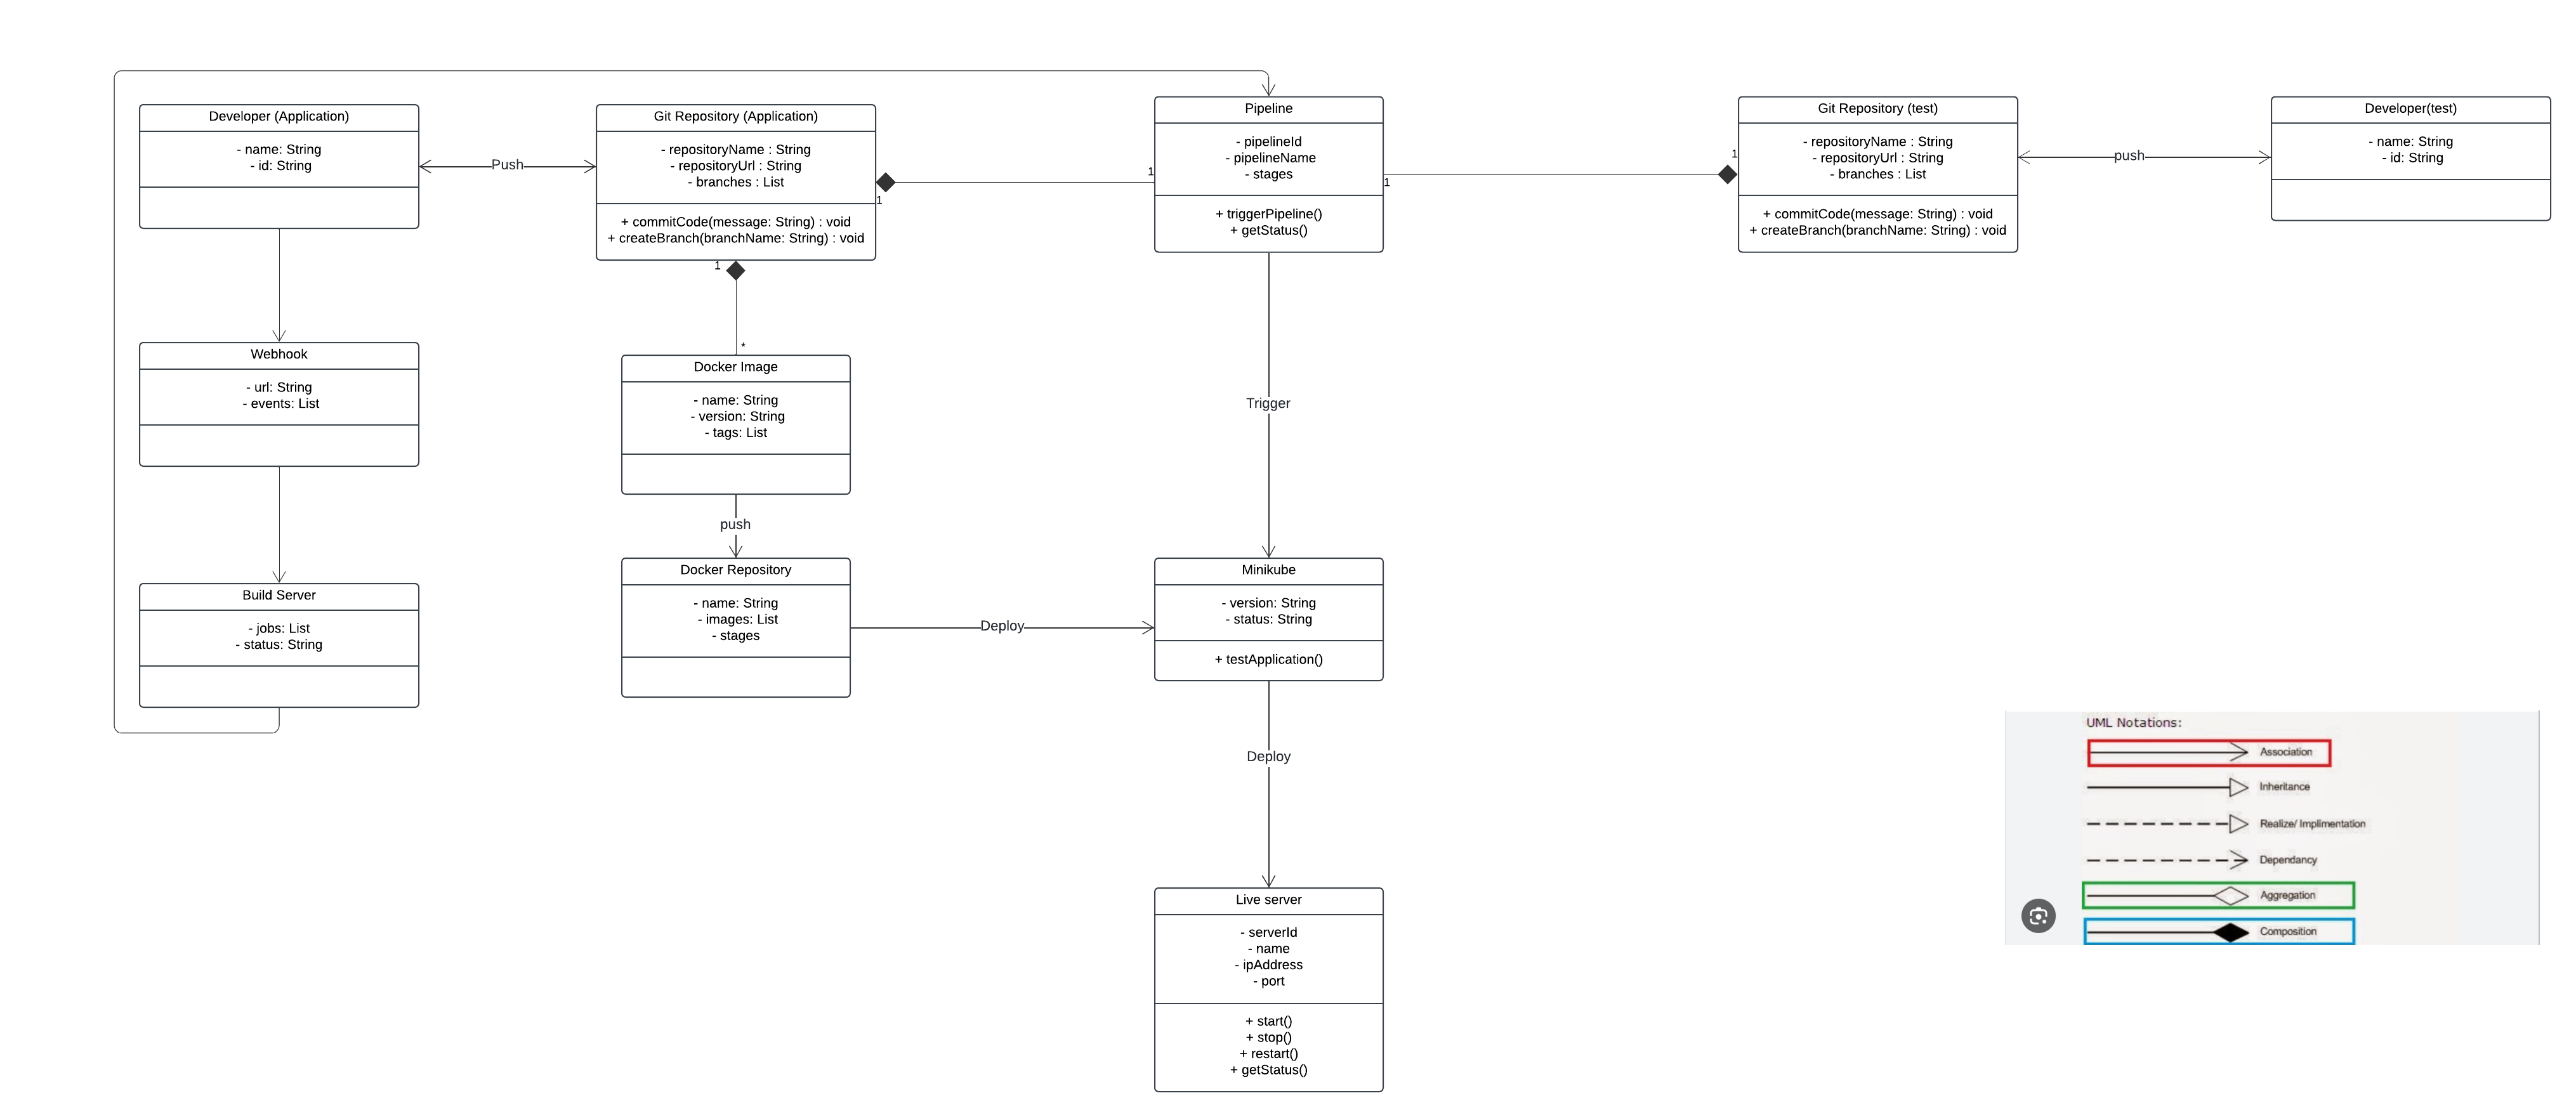 Developer (Application)
- name: String
- id: String
Push
Git Repository (Application)
- repositoryName : String
- repositoryUrl : String
- branches : List
+ commitCode(message: String) : void
+ createBranch(branchName: String) : void
1
1
Pipeline
- pipelineId
- pipelineName
- stages
+ triggerPipeline()
+ getStatus()
1
1
Git Repository (test)
- repositoryName : String
- repositoryUrl : String
- branches : List
+ commitCode(message: String) : void
+ createBranch(branchName: String) : void
push
Developer(test)
- name: String
- id: String
1
*
Webhook
- url: String
- events: List
Docker Image
- name: String
- version: String
- tags: List
Trigger
push
Build Server
- jobs: List
- status: String
Docker Repository
- name: String
- images: List
- stages
Deploy
Minikube
- version: String
- status: String
+ testApplication()
Deploy
Live server
- serverId
- name
- ipAddress
- port
+ start()
+ stop()
+ restart()
+ getStatus()
UML Notations:
Association
Inheritance
Realize/ Implimentation
Dependancy
Aggregation
Composition